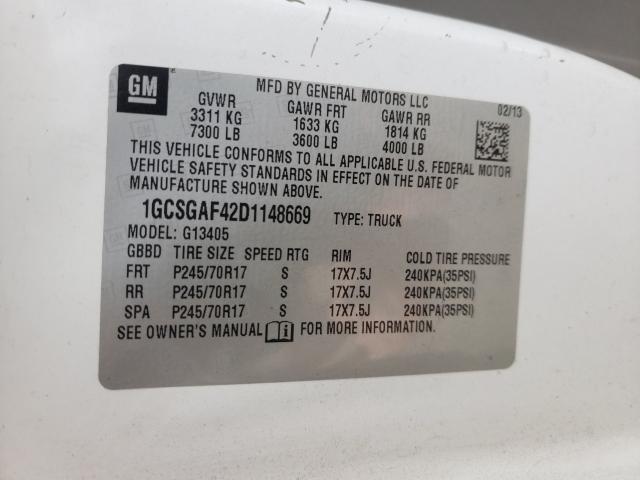 GM
MFD BY GENERAL MOTORS LLC
02/13
GVWR GAWR FRT GAWR RR
3311 KG 1633 KG 1814 KG
7300 LB 3600 LB 4000 LB
THIS VEHICLE CONFORMS TO ALL APPLICABLE U.S. FEDERAL MOTOR
VEHICLE SAFETY STANDARDS IN EFFECT ON THE DATE OF
MANUFACTURE SHOWN ABOVE.
1GCSGAF42D1148669 TYPE: TRUCK
MODEL: G13405
GBBD TIRE SIZE SPEED RTG RIM COLD TIRE PRESSURE
FRT P245/70R17 S 17X7.5J 240KPA(35PSI)
RR P245/70R17 S 17X7.5J 240KPA(35PSI)
SPA P245/70R17 S 17X7.5J 240KPA(35PSI)
SEE OWNER'S MANUAL i FOR MORE INFORMATION.